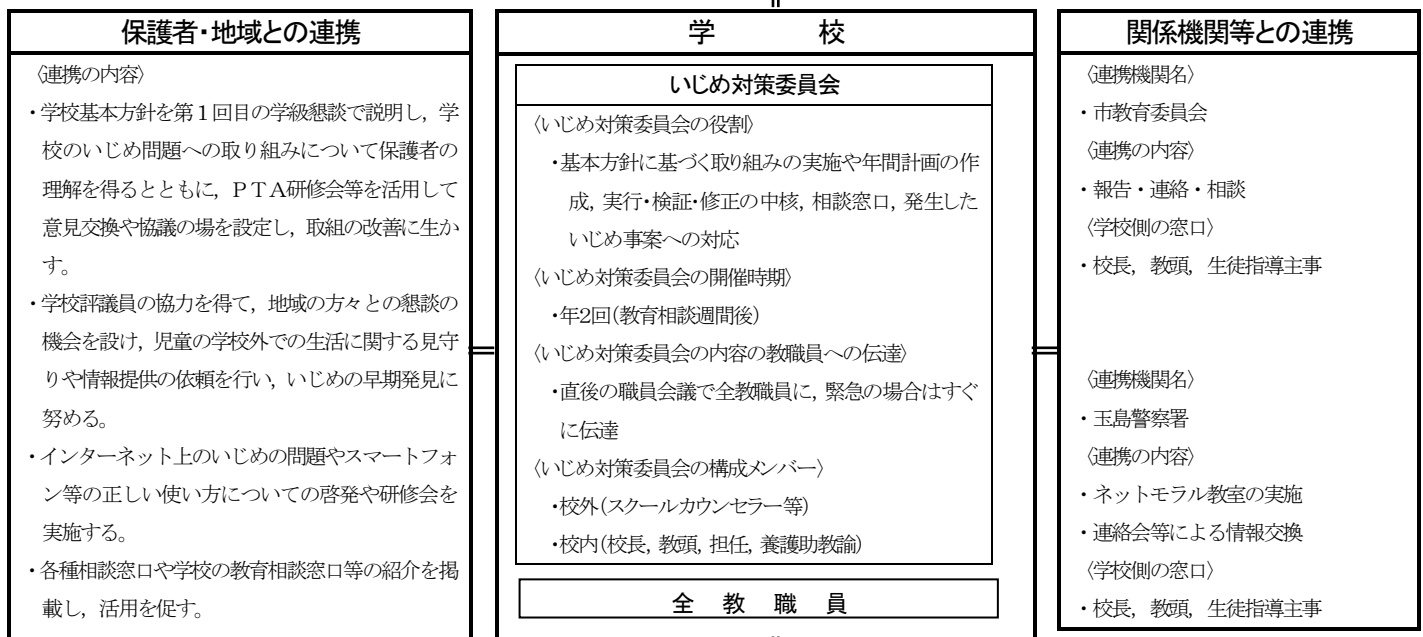 保護者・地域との連携
〈連携の内容〉
・学校基本方針を第1回目の学級懇談で説明し，学
校のいじめ問題への取り組みについて保護者の
理解を得るとともに，ＰＴＡ研修会等を活用して
意見交換や協議の場を設定し，取組の改善に生か
す。
・学校評議員の協力を得て，地域の方々との懇談の
機会を設け，児童の学校外での生活に関する見守
りや情報提供の依頼を行い，いじめの早期発見に
努める。
・インターネット上のいじめの問題やスマートフォ
ン等の正しい使い方についての啓発や研修会を
実施する。
・各種相談窓口や学校の教育相談窓口等の紹介を掲
載し，活用を促す。
学　校
いじめ対策委員会
〈いじめ対策委員会の役割〉
・基本方針に基づく取り組みの実施や年間計画の作
成，実行・検証・修正の中核，相談窓口，発生した
いじめ事案への対応
〈いじめ対策委員会の開催時期〉
・年2回(教育相談週間後)
〈いじめ対策委員会の内容の教職員への伝達〉
・直後の職員会議で全教職員に，緊急の場合はすぐ
に伝達
〈いじめ対策委員会の構成メンバー〉
・校外(スクールカウンセラー等)
・校内(校長，教頭，担任，養護助教諭)
全　教　職　員
関係機関等との連携
〈連携機関名〉
・市教育委員会
〈連携の内容〉
・報告・連絡・相談
〈学校側の窓口〉
・校長，教頭，生徒指導主事
〈連携機関名〉
・玉島警察署
〈連携の内容〉
・ネットモラル教室の実施
・連絡会等による情報交換
〈学校側の窓口〉
・校長，教頭，生徒指導主事